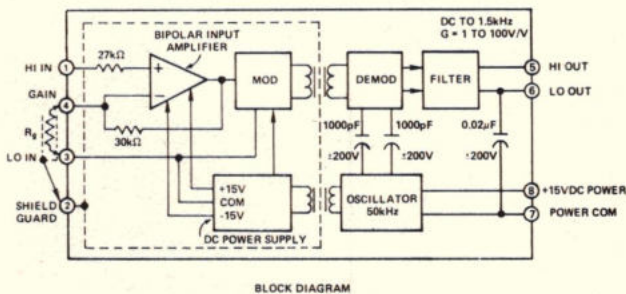 BIPOLAR INPUT
AMPLIFIER
DC TO 1.5kHz
G = 1 TO 100V/V
HI IN
1
27kΩ
+
−
MOD
DEMOD
FILTER
5
HI OUT
6
LO OUT
GAIN
4
30kΩ
Rg
1000pF
1000pF
0.02µF
LO IN
3
±200V
±200V
±200V
+15V
COM
-15V
OSCILLATOR
50kHz
8
+15VDC POWER
7
POWER COM
SHIELD
GUARD
2
DC POWER SUPPLY
BLOCK DIAGRAM